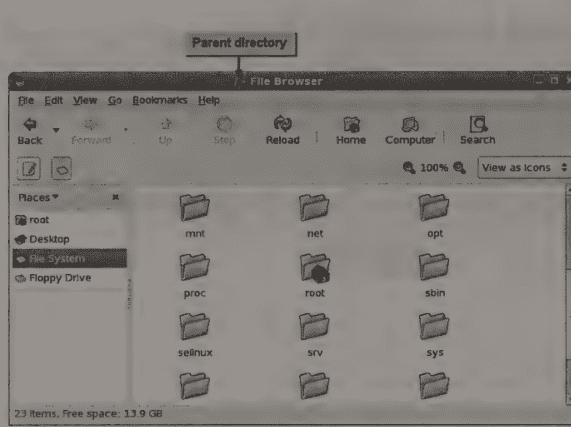 Parent directory
/ - File Browser
File Edit View Go Bookmarks Help
Back Forward Up Stop Reload Home Computer Search
100% View as Icons
Places
root
Desktop
File System
Floppy Drive
mnt net opt
proc root sbin
selinux srv sys
23 items, Free space: 13.9 GB